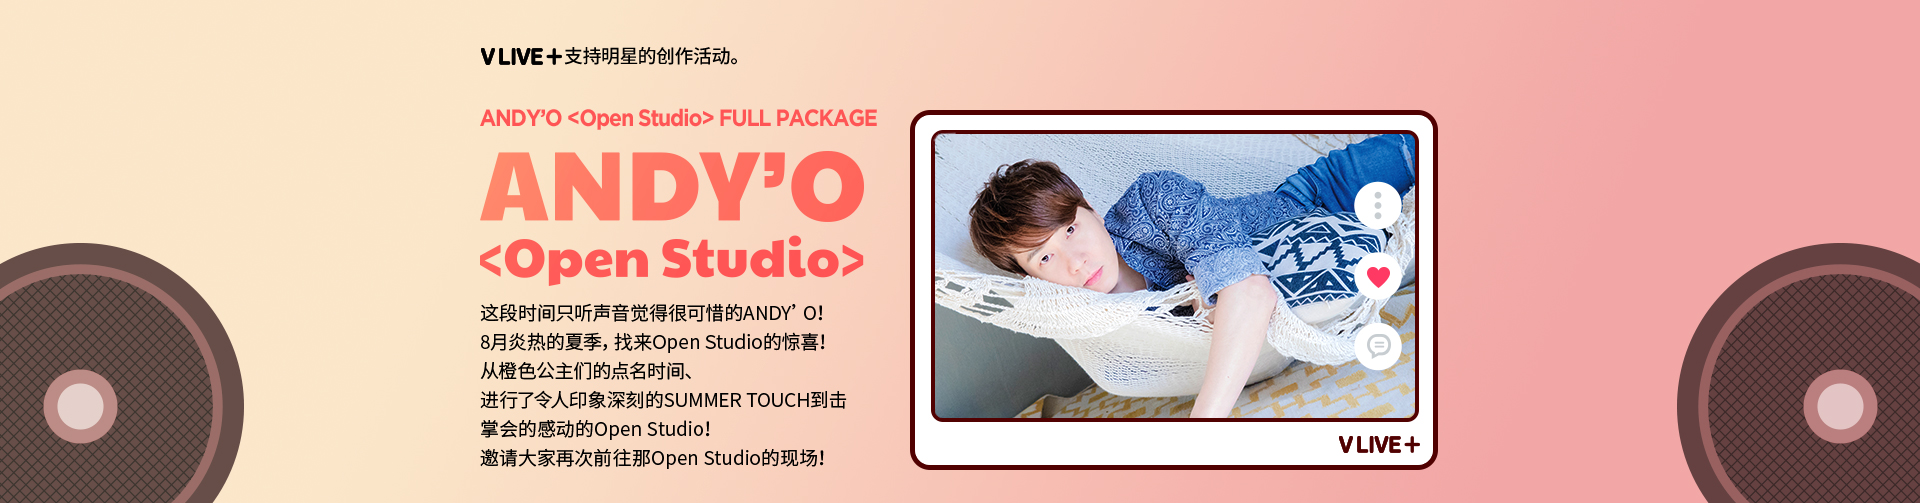 V LIVE+支持明星的创作活动。
ANDY’O <Open Studio> FULL PACKAGE
ANDY’O
<Open Studio>
这段时间只听声音觉得很可惜的ANDY’ O!
8月炎热的夏季, 找来Open Studio的惊喜!
从橙色公主们的点名时间、
进行了令人印象深刻的SUMMER TOUCH到击
掌会的感动的Open Studio!
邀请大家再次前往那Open Studio的现场!
V LIVE+